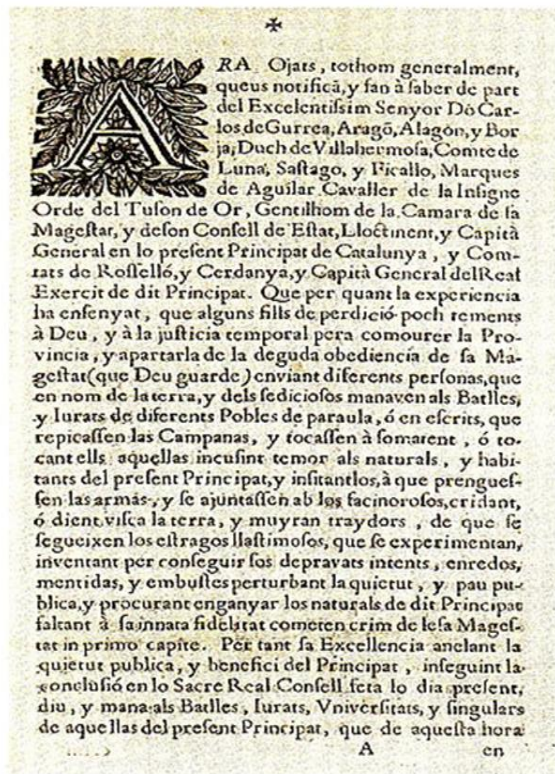 ✠
ARA Ojats, tothom generalment,
queus notificã, y fan à saber de part
del Excelentissim Senyor Dõ Car-
los de Gurrea, Aragõ, Alagòn, y Bor
ja, Duch de Villahermosa, Comte de
Luna, Sastago, y Ficallo, Marques
de Aguilar Cavaller de la Insigne
Orde del Tuson de Or, Gentilhom de la Camara de sa
Magestat, y de son Consell de Estat, Lloctinent, y Capità
General en lo present Principat de Catalunya, y Com-
tats de Rossellò, y Cerdanya, y Capità General del Real
Exercit de dit Principat. Que per quant la experiencia
ha ensenyat, que alguns fills de perdició poch tements
à Deu, y à la justicia temporal pera comourer la Pro-
vincia, y apartarla de la deguda obediencia de sa Ma-
gestat (que Deu guarde) enviant diferents personas, que
en nom de la terra, y dels sediciosos manaven als Batlles,
y Iurats de diferents Pobles de paraula, ó en escrits, que
repicassen las Campanas, y tocassen à somatent, ó to-
cant ells aquellas incusint temor als naturals, y habi-
tants del present Principat, y insitantlos, à que prengues-
sen las armas, y se ajuntassen ab los facinorosos, cridant,
ó dient, visca la terra, y muyran traydors, de que se
segueixen los estragos llastimosos, que se experimentan,
inventant per conseguir sos depravats intents, enredos,
mentidas, y embustes perturbant la quietut, y pau pu-
blica, y procurant enganyar los naturals de dit Principat
faltant à sa innata fidelitat cometen crim de lesa Mages-
tat in primo capite. Per tant sa Excellencia anelant la
quietut publica, y benefici del Principat, inseguint la
conclusió en lo Sacre Real Consell feta lo dia present,
diu, y mana als Batlles, Iurats, Vniversitats, y singulars
de aquellas del present Principat, que de aquesta hora
A en